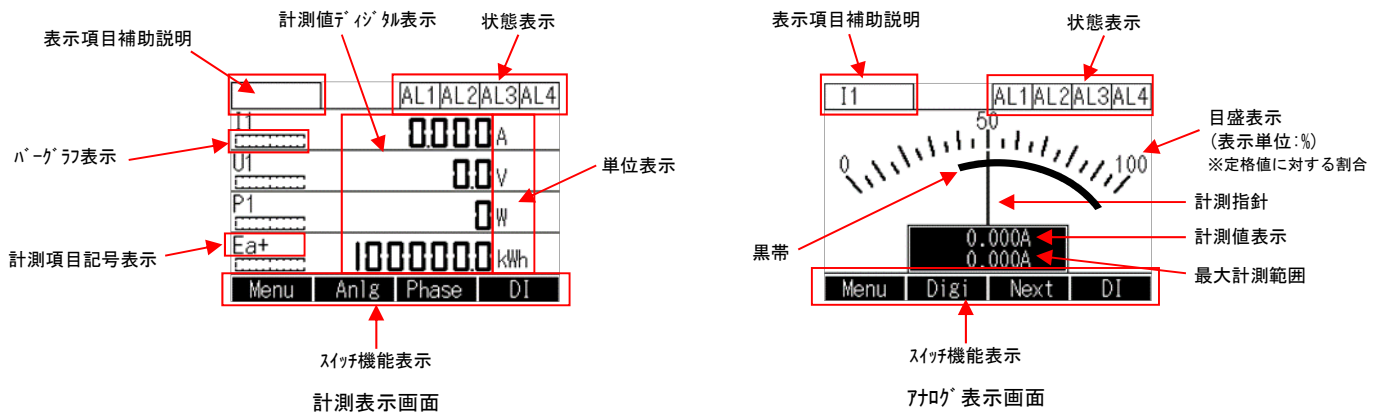 表示項目補助説明
計測値ﾃﾞｨｼﾞﾀﾙ表示
状態表示
AL1 AL2 AL3 AL4
I1
0.000 A
ﾊﾞｰｸﾞﾗﾌ表示
U1
0.0 V
単位表示
P1
0 W
計測項目記号表示
Ea+
1000000.0 kWh
Menu Anlg Phase DI
ｽｲｯﾁ機能表示
計測表示画面
表示項目補助説明
状態表示
I1
AL1 AL2 AL3 AL4
0
50
100
目盛表示
(表示単位:%)
※定格値に対する割合
計測指針
黒帯
0.000A
計測値表示
0.000A
最大計測範囲
Menu Digi Next DI
ｽｲｯﾁ機能表示
ｱﾅﾛｸﾞ表示画面